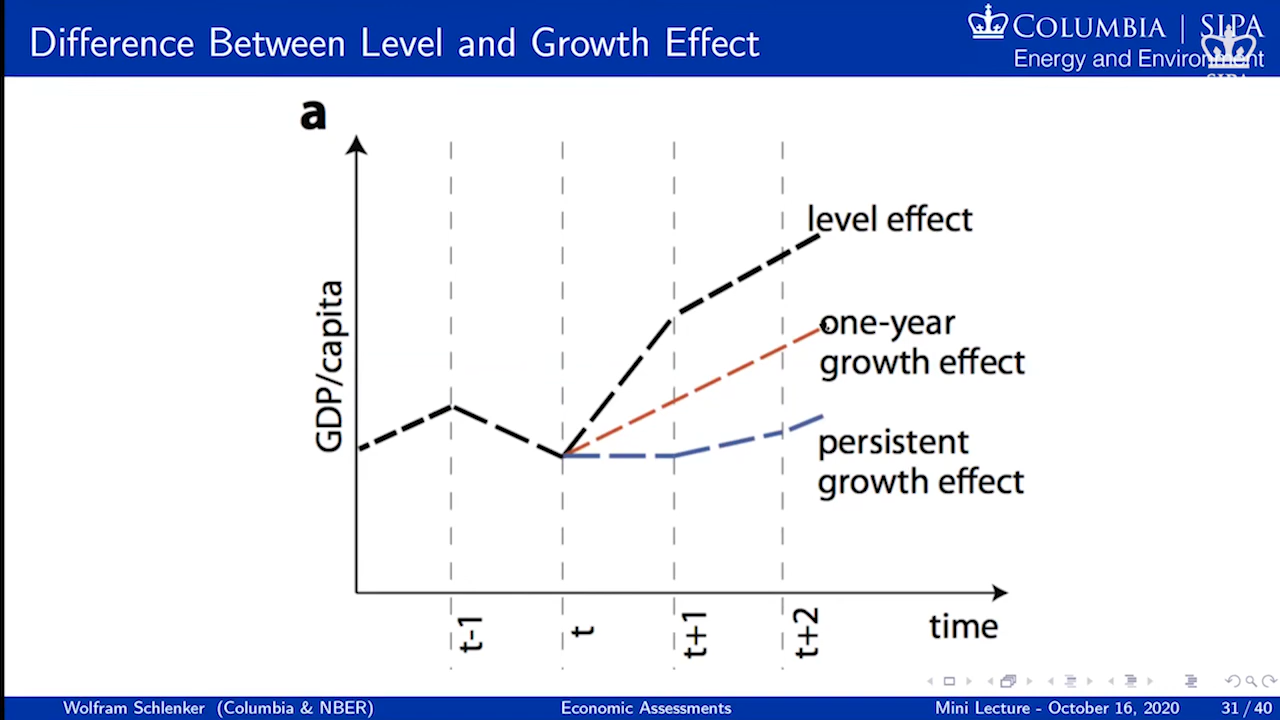 Difference Between Level and Growth Effect
COLUMBIA | SIPA
Energy and Environment
SIPA
a
level effect
one-year
growth effect
persistent
growth effect
GDP/capita
t-1
t
t+1
t+2
time
Wolfram Schlenker (Columbia & NBER)
Economic Assessments
Mini Lecture - October 16, 2020
31 / 40